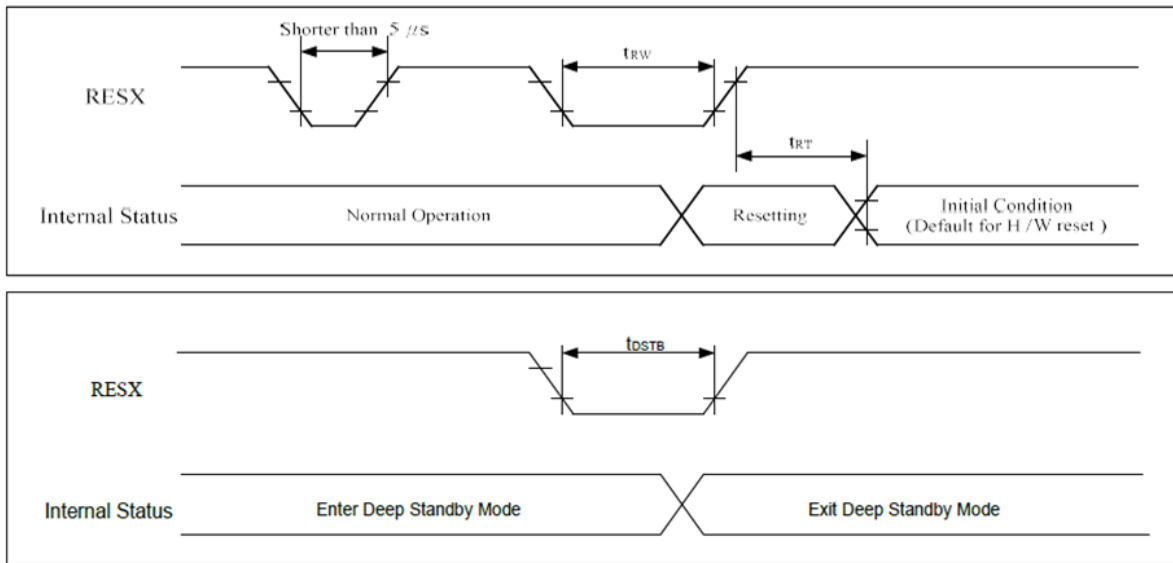 Shorter than 5 μs
tRW
RESX
tRT
Internal Status
Normal Operation
Resetting
Initial Condition
(Default for H/W reset)
tDSTB
RESX
Internal Status
Enter Deep Standby Mode
Exit Deep Standby Mode